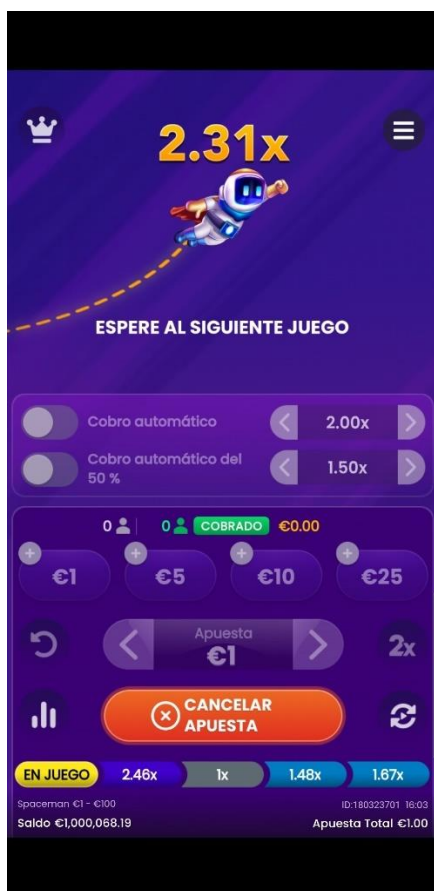 2.31x
ESPERE AL SIGUIENTE JUEGO
Cobro automático 2.00x
Cobro automático del
50 % 1.50x
0 0 COBRADO €0.00
€1 €5 €10 €25
Apuesta
€1
2x
CANCELAR
APUESTA
EN JUEGO 2.46x 1x 1.48x 1.67x
Spaceman €1 - €100 ID:180323701 16:03
Saldo €1,000,068.19 Apuesta Total €1.00